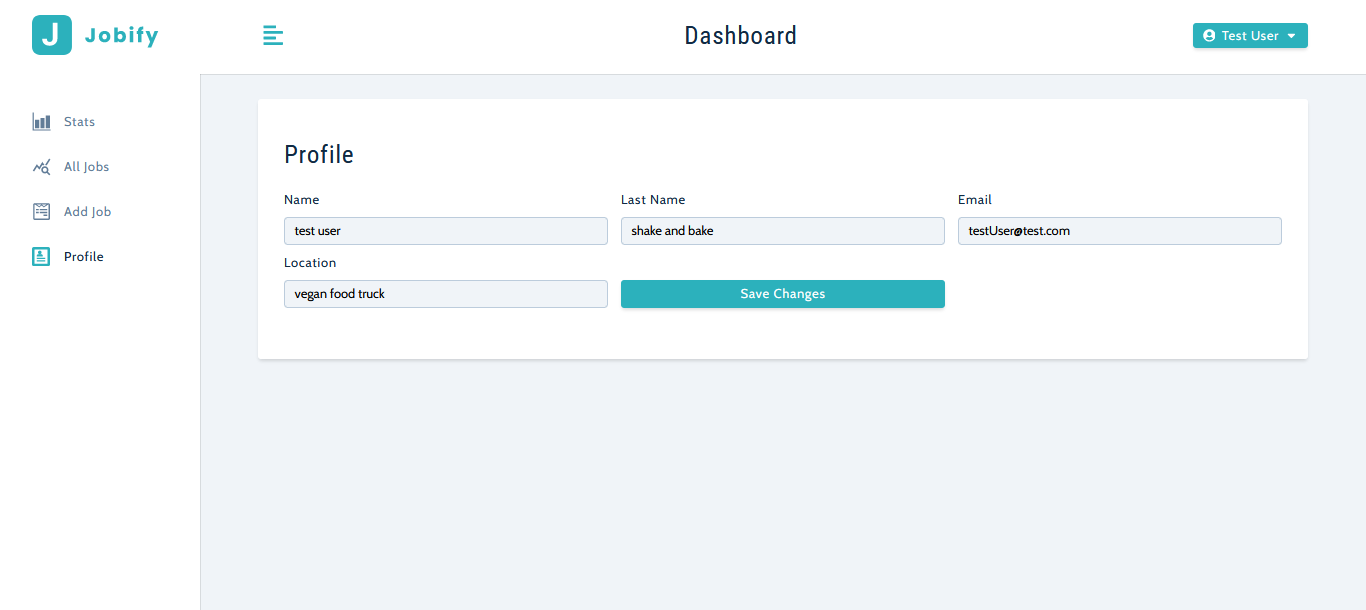 J Jobify
Dashboard
Test User
Stats
All Jobs
Add Job
Profile
Profile
Name
Last Name
Email
test user
shake and bake
testUser@test.com
Location
vegan food truck
Save Changes